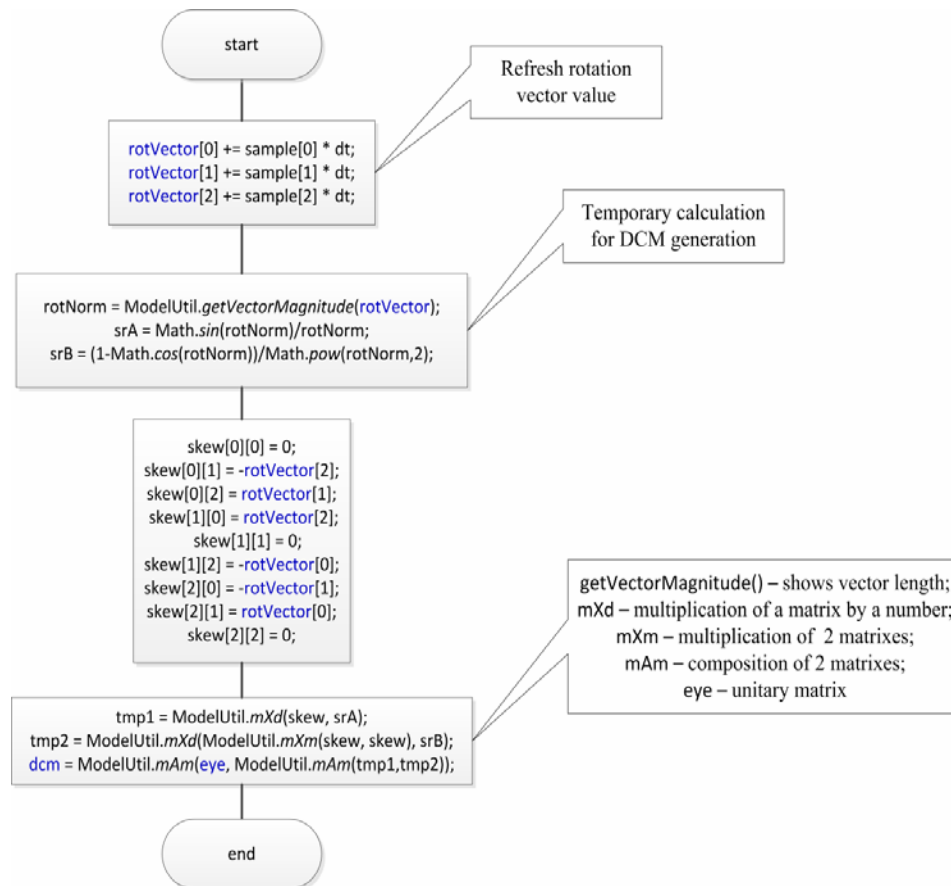 start
Refresh rotation
vector value
rotVector[0] += sample[0] * dt;
rotVector[1] += sample[1] * dt;
rotVector[2] += sample[2] * dt;
Temporary calculation
for DCM generation
rotNorm = ModelUtil.getVectorMagnitude(rotVector);
srA = Math.sin(rotNorm)/rotNorm;
srB = (1-Math.cos(rotNorm))/Math.pow(rotNorm,2);
skew[0][0] = 0;
skew[0][1] = -rotVector[2];
skew[0][2] = rotVector[1];
skew[1][0] = rotVector[2];
skew[1][1] = 0;
skew[1][2] = -rotVector[0];
skew[2][0] = -rotVector[1];
skew[2][1] = rotVector[0];
skew[2][2] = 0;
getVectorMagnitude() – shows vector length;
mXd – multiplication of a matrix by a number;
mXm – multiplication of 2 matrixes;
mAm – composition of 2 matrixes;
eye – unitary matrix
tmp1 = ModelUtil.mXd(skew, srA);
tmp2 = ModelUtil.mXd(ModelUtil.mXm(skew, skew), srB);
dcm = ModelUtil.mAm(eye, ModelUtil.mAm(tmp1,tmp2));
end